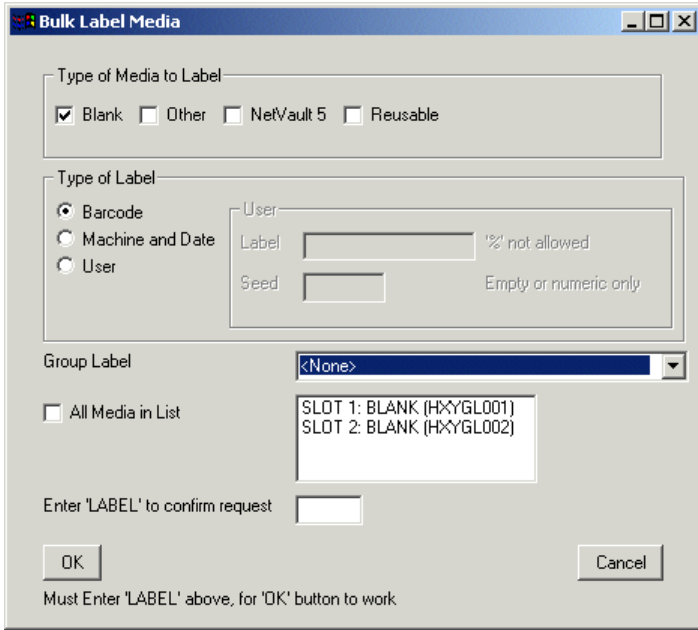 Bulk Label Media
Type of Media to Label
Blank Other NetVault 5 Reusable
Type of Label
Barcode
Machine and Date
User
User
Label '%' not allowed
Seed Empty or numeric only
Group Label <None>
All Media in List
SLOT 1: BLANK (HXYGL001)
SLOT 2: BLANK (HXYGL002)
Enter 'LABEL' to confirm request
OK Cancel
Must Enter 'LABEL' above, for 'OK' button to work